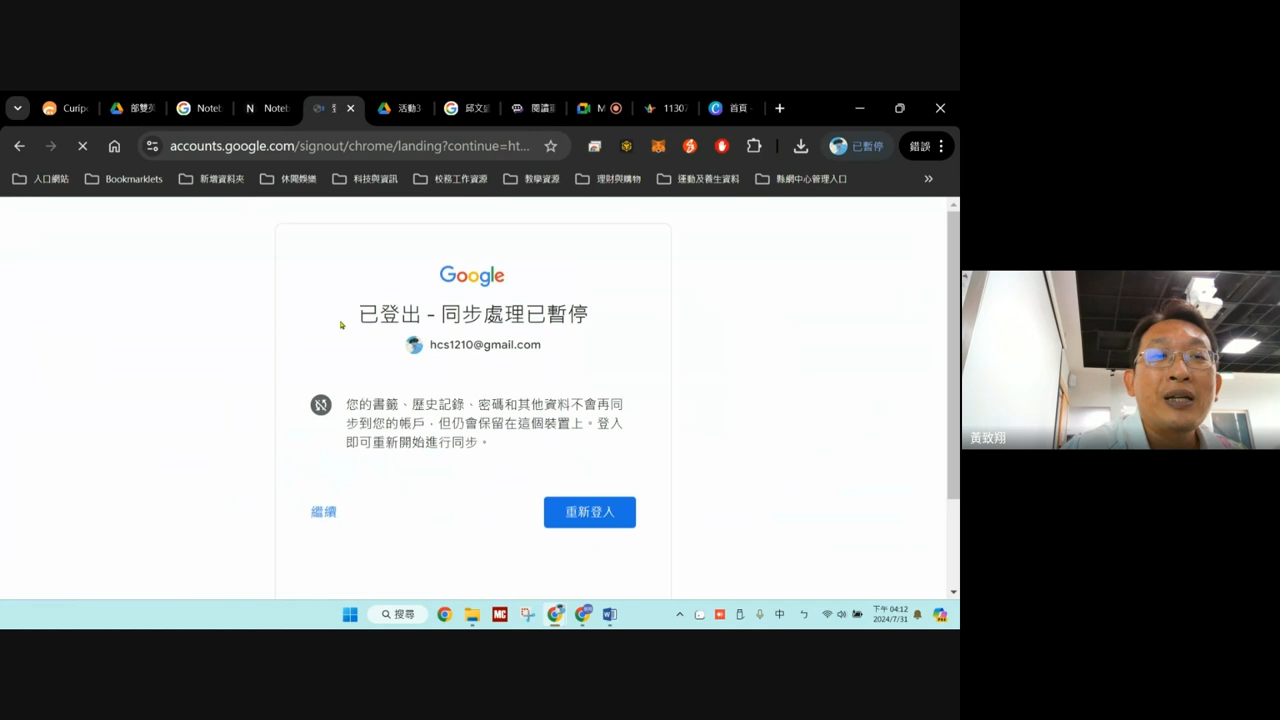 Curip
部雙
Note
Note
活動3
邱文
閱讀
M
1130
首頁
accounts.google.com/signout/chrome/landing?continue=ht...
已暫停
錯誤
人口網站
Bookmarklets
新增資料夾
休閒娛樂
科技與資訊
校務工作資源
教學資源
理財與購物
運動及養生資料
縣網中心管理入口
Google
已登出 - 同步處理已暫停
hcs1210@gmail.com
您的書籤、歷史記錄、密碼和其他資料不會再同
步到您的帳戶，但仍會保留在這個裝置上。登入
即可重新開始進行同步。
繼續
重新登入
黃致翔
搜尋
MC
中
下午 04:12
2024/7/31